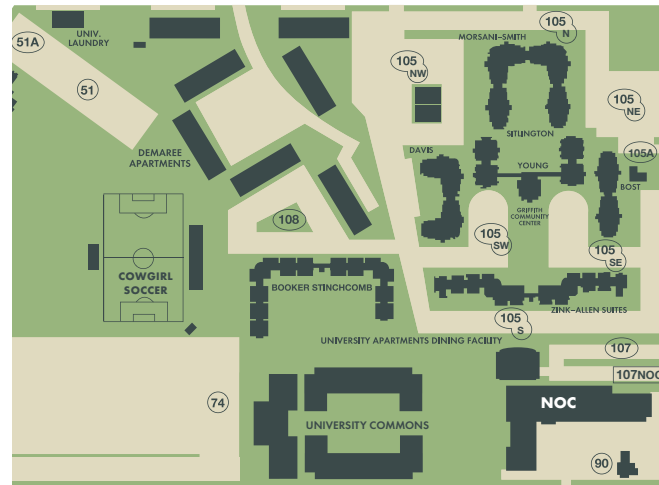 UNIV.
LAUNDRY
51A
51
MORSANI–SMITH
105
N
105
NW
105
NE
SITLINGTON
105A
DEMAREE
APARTMENTS
DAVIS
YOUNG
BOST
GRIFFITH
COMMUNITY
CENTER
108
105
SW
105
SE
COWGIRL
SOCCER
BOOKER STINCHCOMB
ZINK–ALLEN SUITES
105
S
UNIVERSITY APARTMENTS DINING FACILITY
107
107NOC
74
NOC
UNIVERSITY COMMONS
90